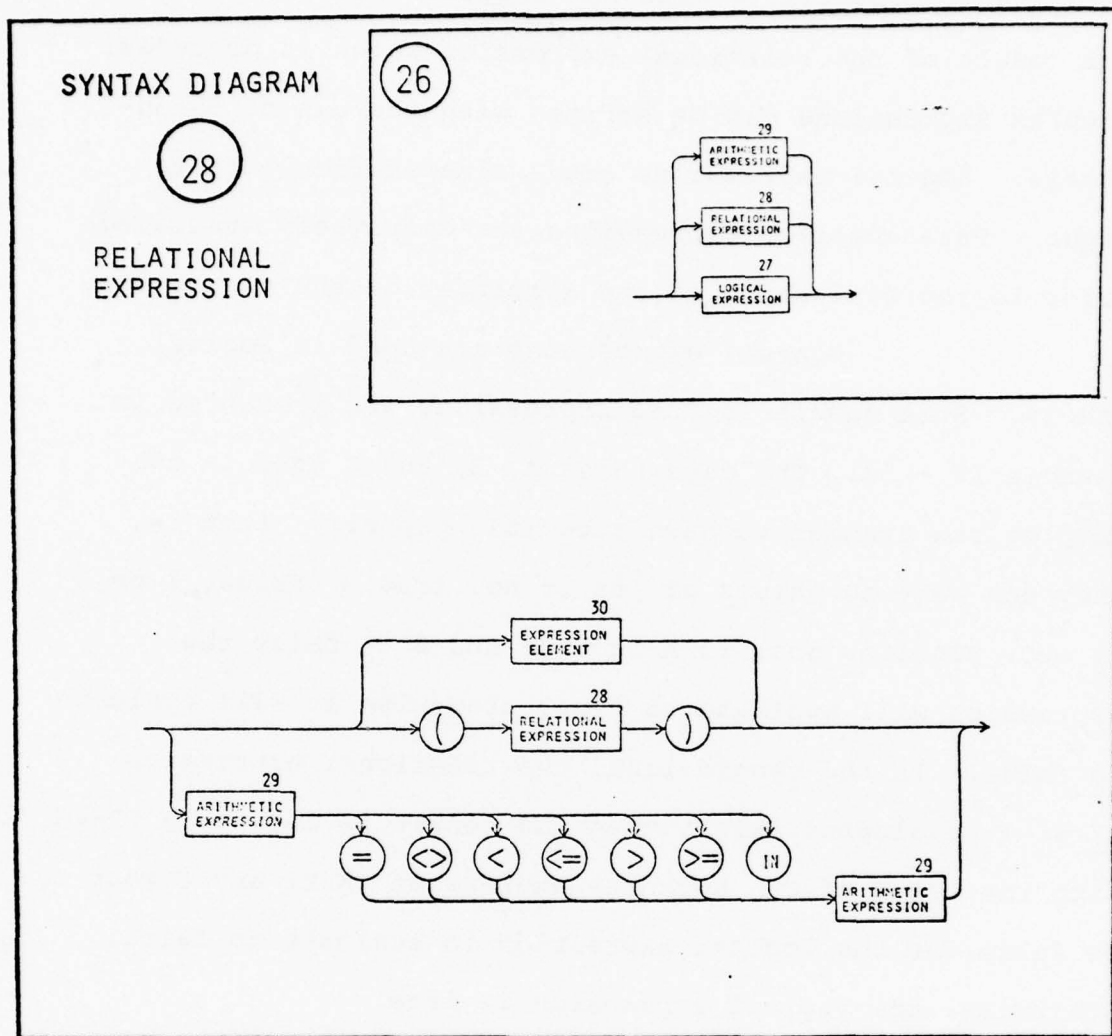 SYNTAX DIAGRAM
28
RELATIONAL
EXPRESSION
26
29
ARITHMETIC
EXPRESSION
28
RELATIONAL
EXPRESSION
27
LOGICAL
EXPRESSION
30
EXPRESSION
ELEMENT
(
28
RELATIONAL
EXPRESSION
)
29
ARITHMETIC
EXPRESSION
= <> < <= > >= IN
29
ARITHMETIC
EXPRESSION